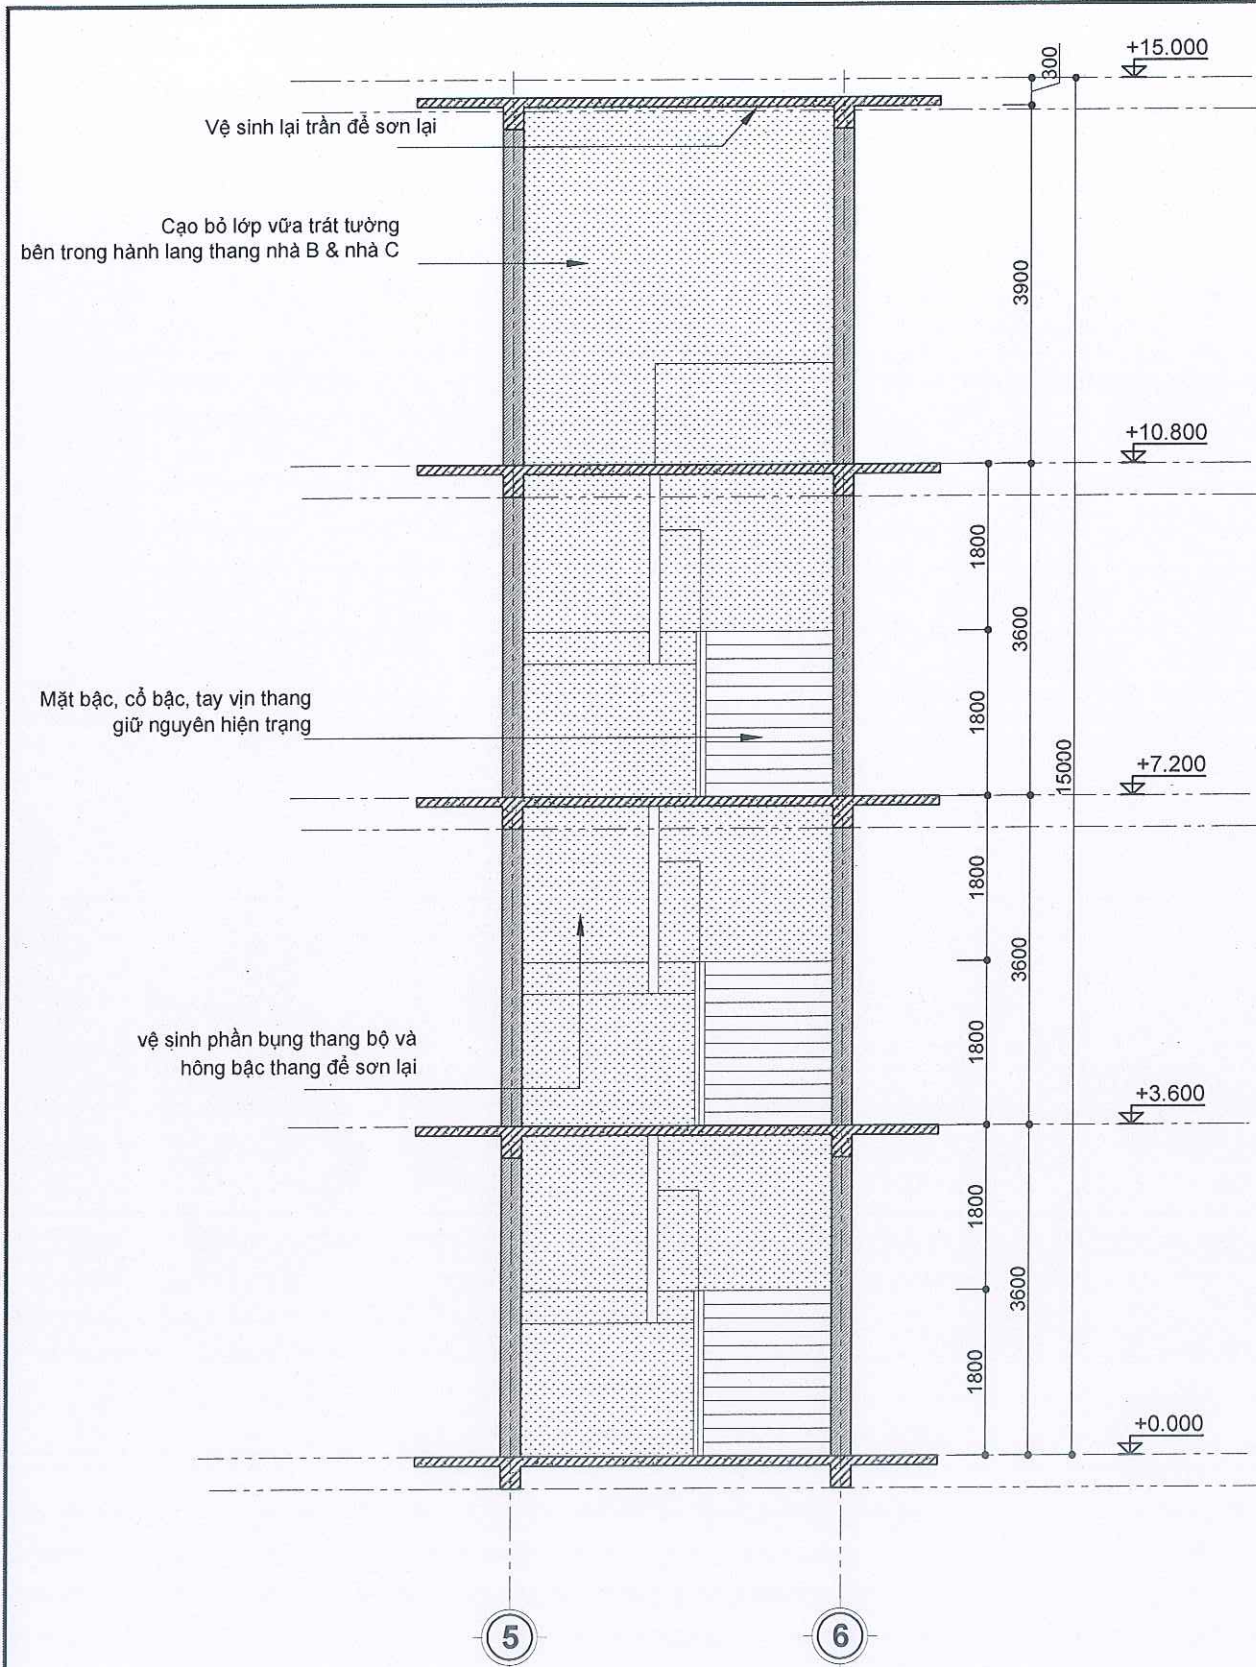 +15.000
300
Vệ sinh lại trần để sơn lại
Cạo bỏ lớp vữa trát tường
bên trong hành lang thang nhà B & nhà C
3900
+10.800
1800
3600
Mặt bậc, cổ bậc, tay vịn thang
giữ nguyên hiện trạng
1800
15000
+7.200
1800
3600
vệ sinh phần bụng thang bộ và
hông bậc thang để sơn lại
1800
+3.600
1800
3600
1800
+0.000
5
6